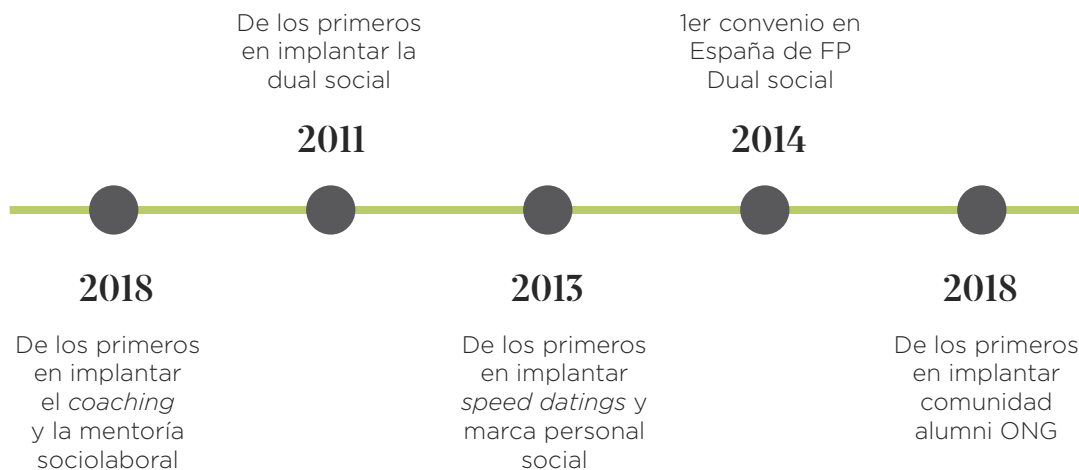 De los primeros
en implantar la
dual social
2011
1er convenio en
España de FP
Dual social
2014
2018
De los primeros
en implantar
el coaching
y la mentoría
sociolaboral
2013
De los primeros
en implantar
speed datings y
marca personal
social
2018
De los primeros
en implantar
comunidad
alumni ONG